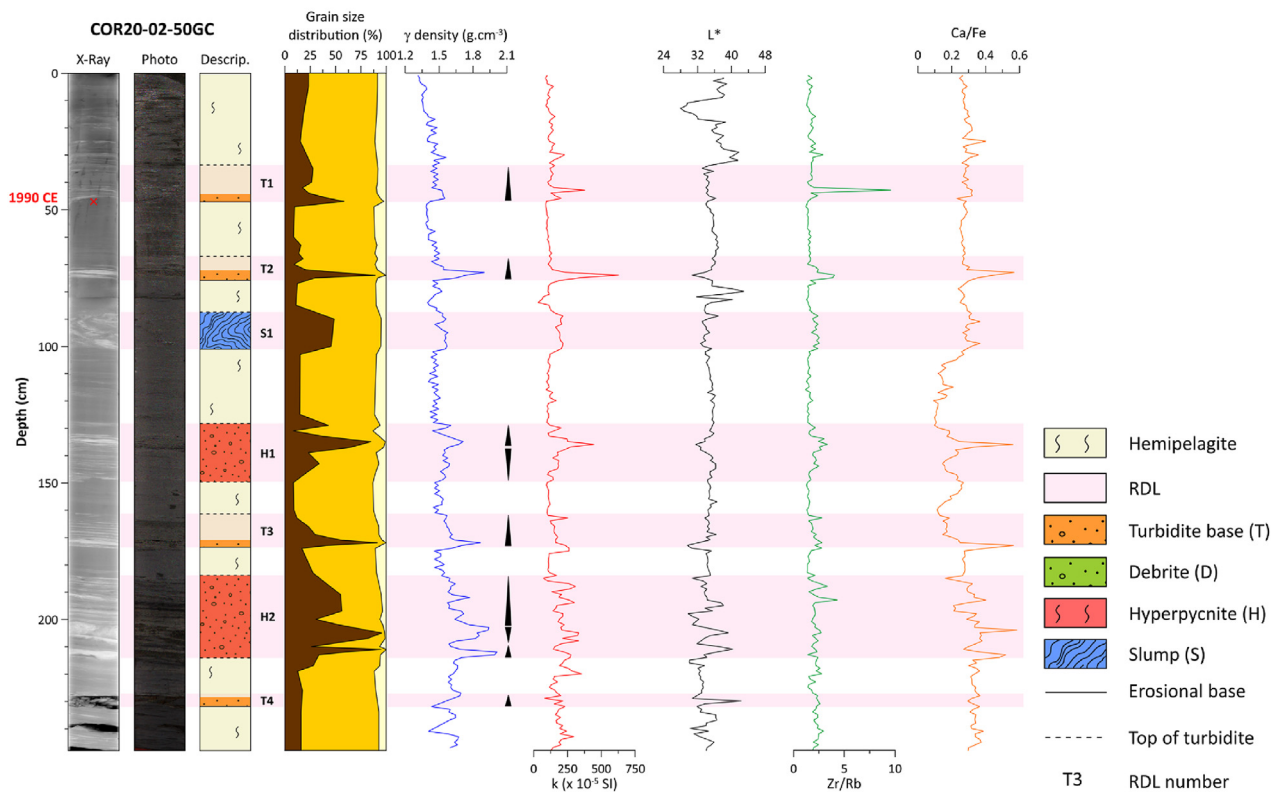 COR20-02-50GC
X-Ray Photo Descrip.
Grain size
distribution (%)
0 25 50 75 100
γ density (g.cm⁻³)
1.2 1.5 1.8 2.1
L*
24 32 40 48
Ca/Fe
0 0.2 0.4 0.6
Depth (cm)
0
50
100
150
200
1990 CE
T1
T2
S1
H1
T3
H2
T4
0 250 500 750
k (x 10⁻⁵ SI)
0 5 10
Zr/Rb
Hemipelagite
RDL
Turbidite base (T)
Debrite (D)
Hyperpycnite (H)
Slump (S)
Erosional base
Top of turbidite
T3 RDL number